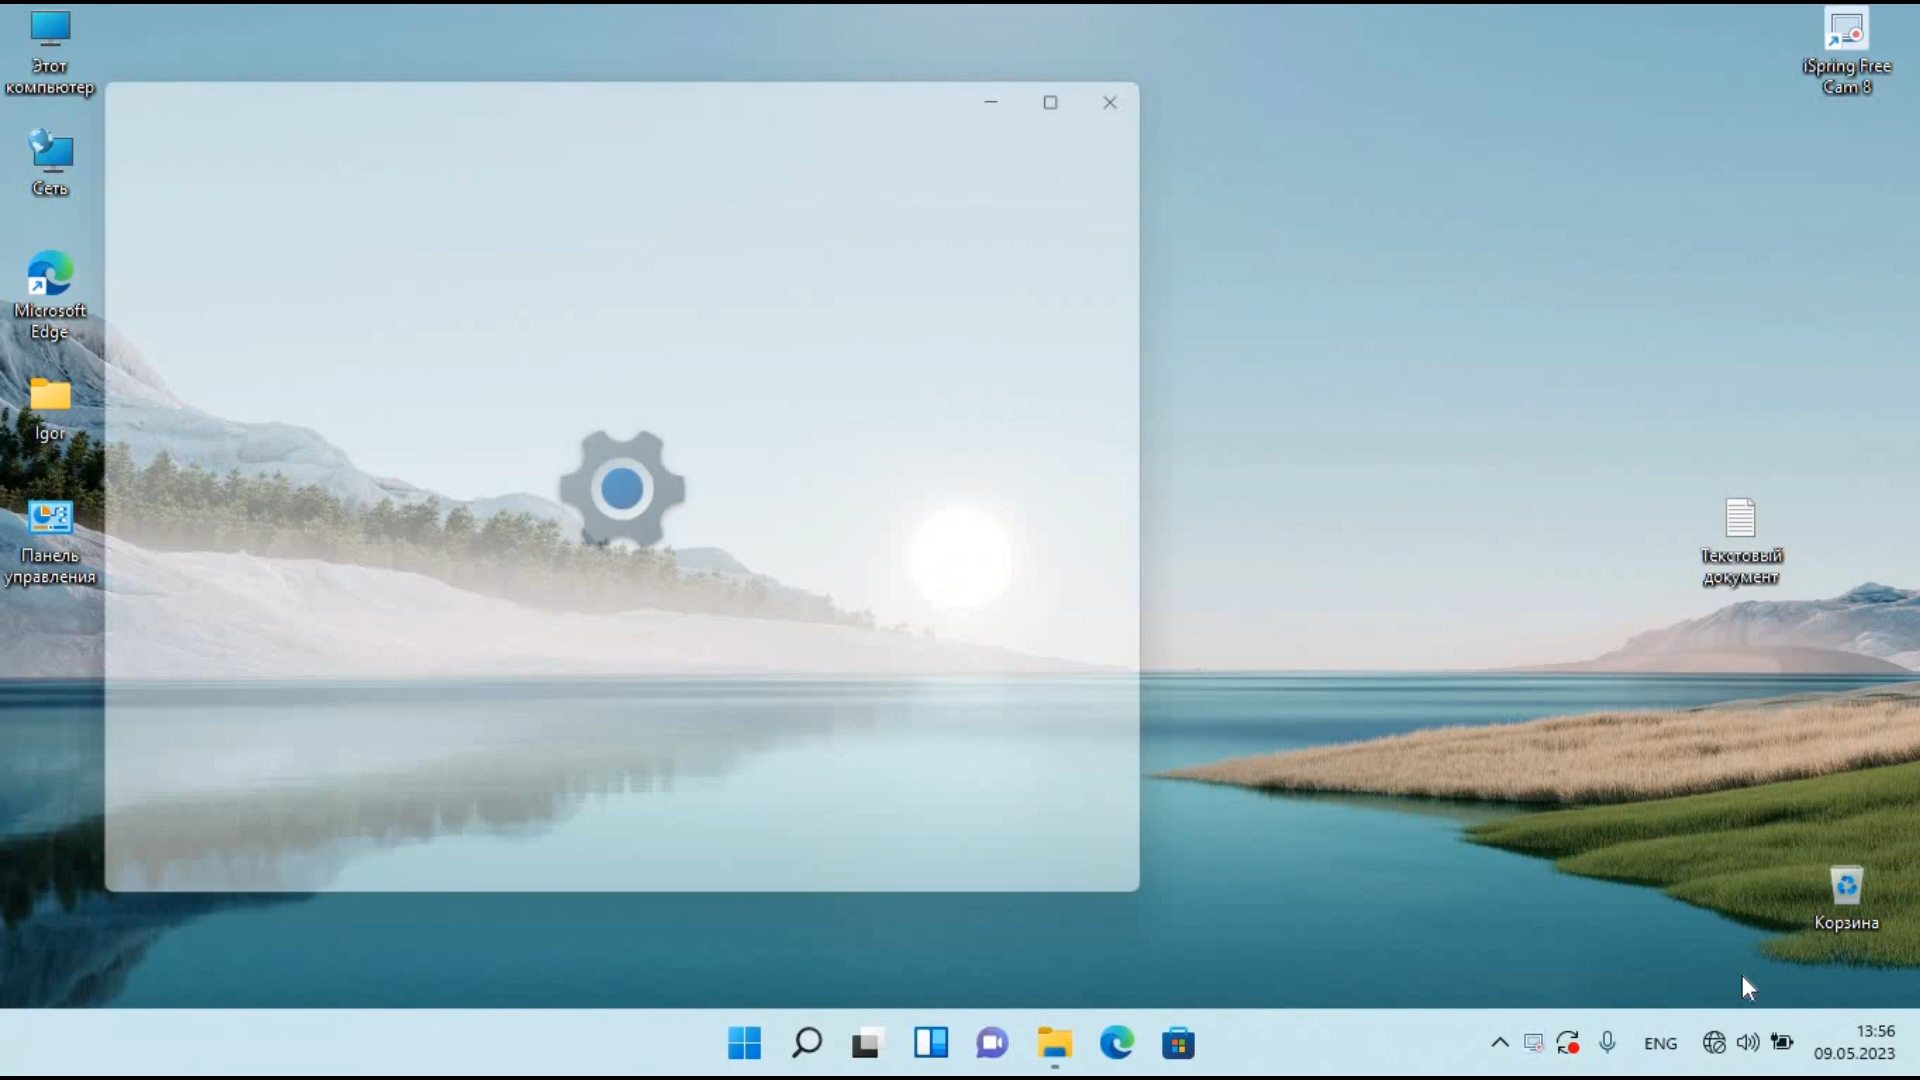 Этот
компьютер
Сеть
Microsoft
Edge
Igor
Панель
управления
iSpring Free
Cam 8
Текстовый
документ
Корзина
ENG
13:56
09.05.2023